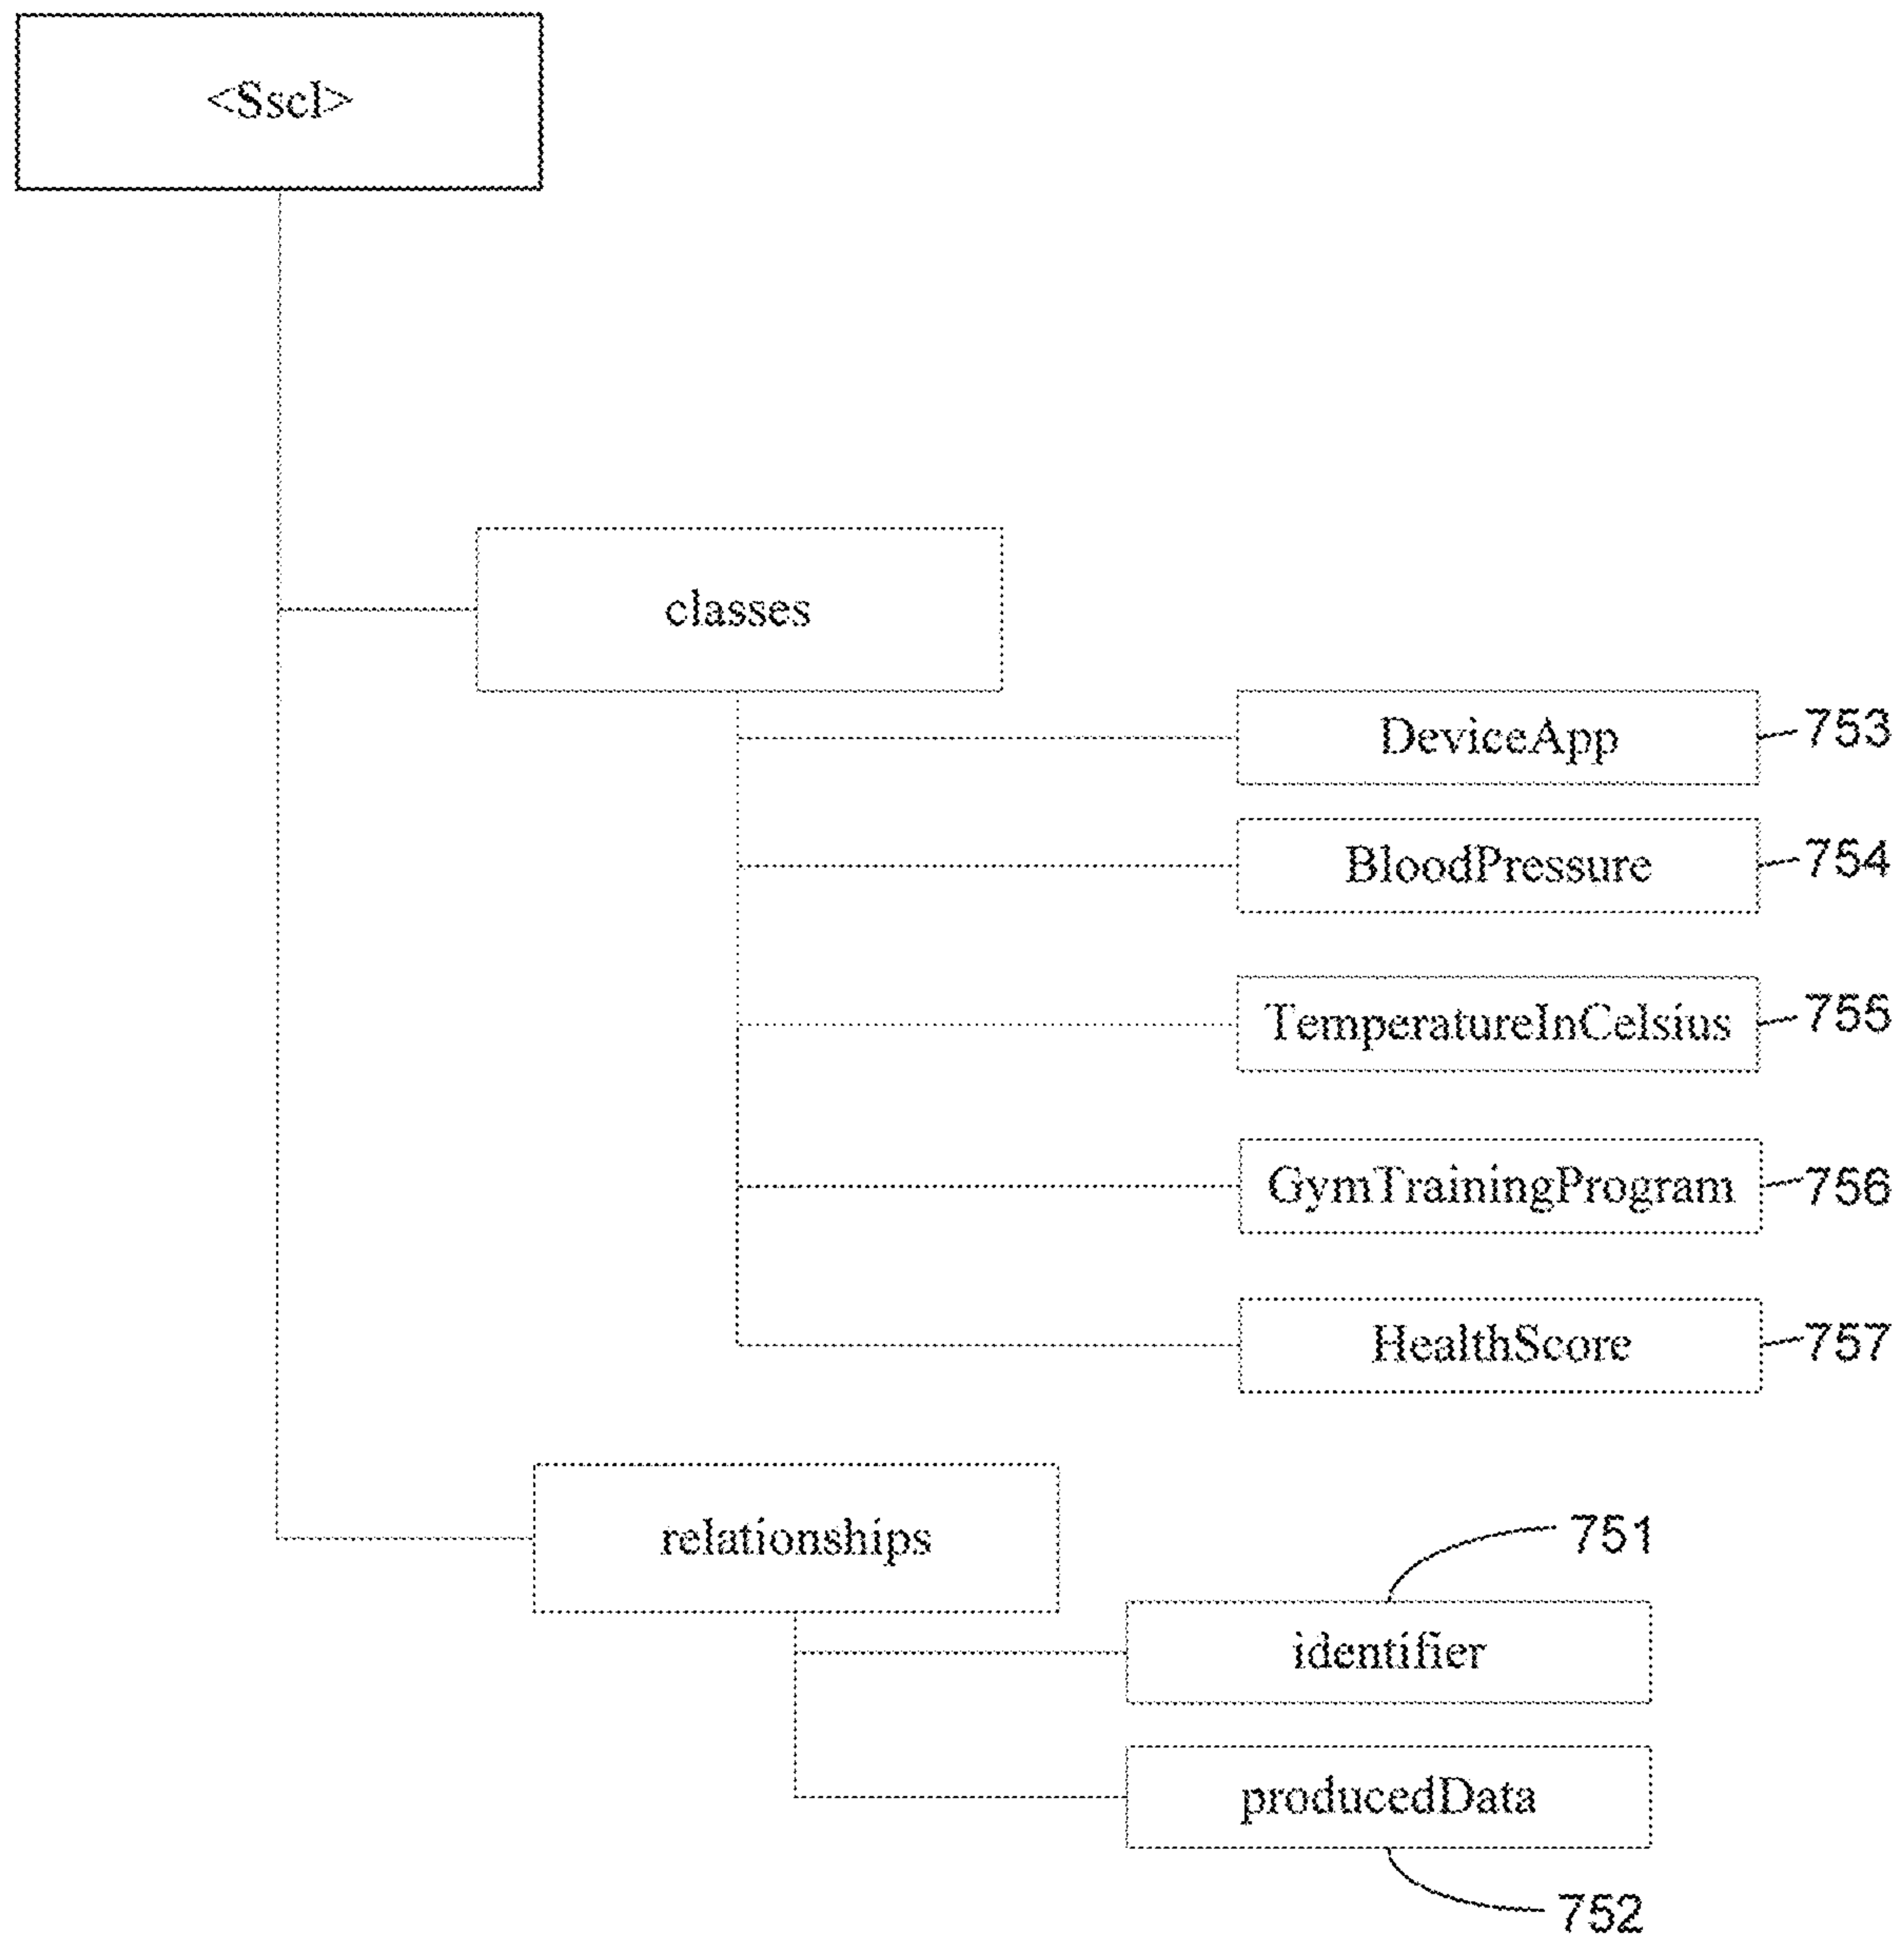 <Sscl>
classes
DeviceApp 753
BloodPressure 754
TemperatureInCelsius 755
GymTrainingProgram 756
HealthScore 757
relationships
751
identifier
producedData
752